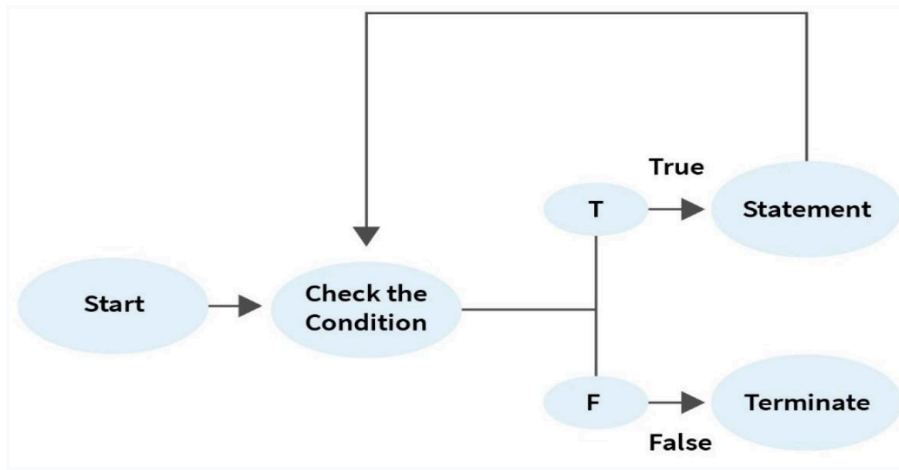 Start
Check the
Condition
T
True
Statement
F
False
Terminate